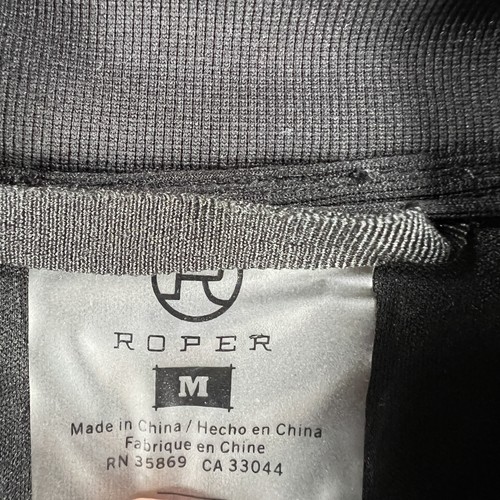 R
ROPER
M
Made in China / Hecho en China
Fabrique en Chine
RN 35869 CA 33044